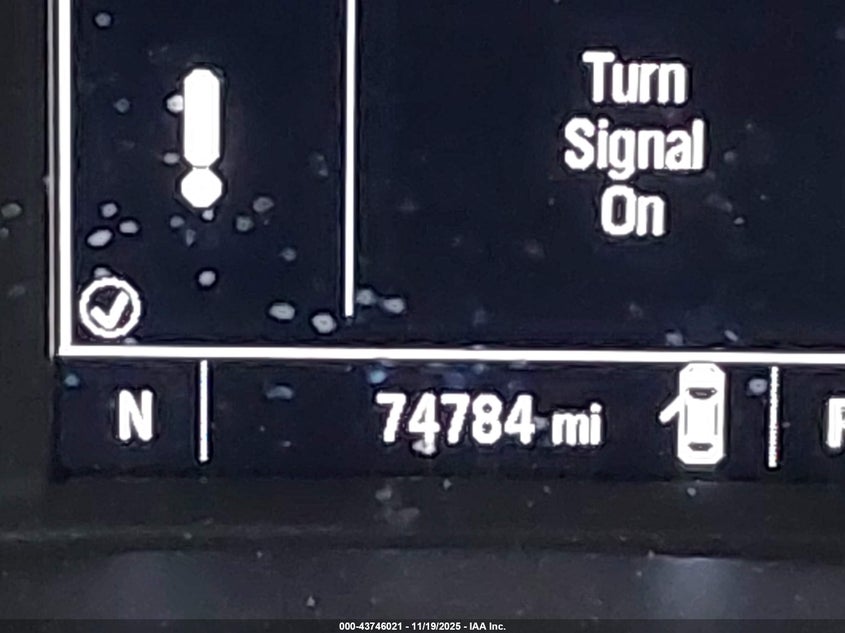 Turn
Signal
On
N 74784 mi
000-43746021 - 11/19/2025 - IAA Inc.